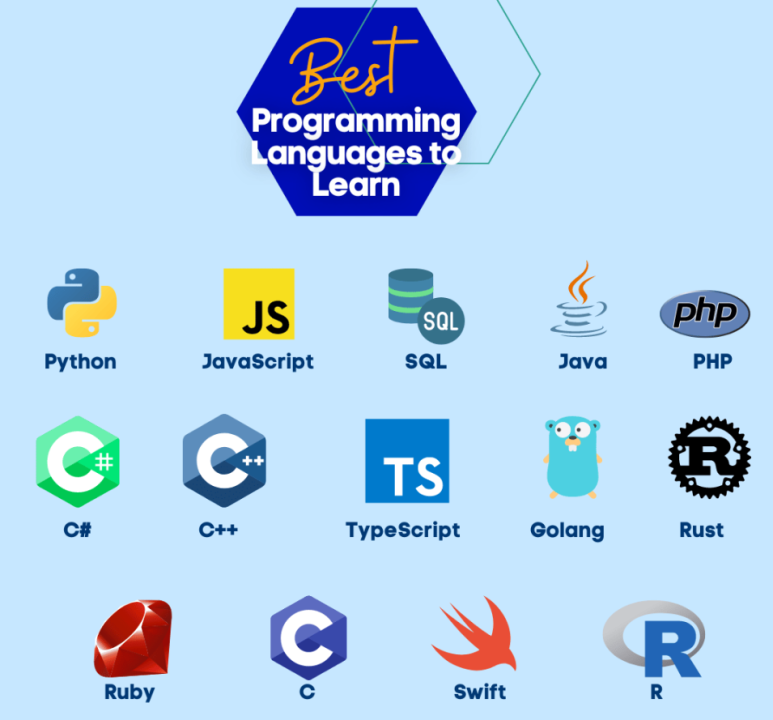 Best
Programming
Languages to
Learn
JS
SQL
php
Python
JavaScript
SQL
Java
PHP
C#
C++
TS
R
C#
C++
TypeScript
Golang
Rust
C
R
Ruby
C
Swift
R